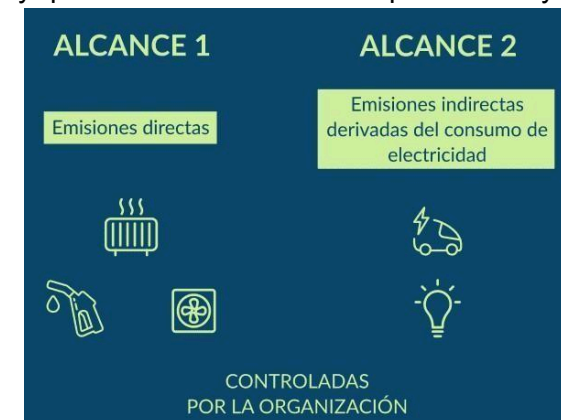 ALCANCE 1
Emisiones directas
ALCANCE 2
Emisiones indirectas
derivadas del consumo de
electricidad
CONTROLADAS
POR LA ORGANIZACIÓN